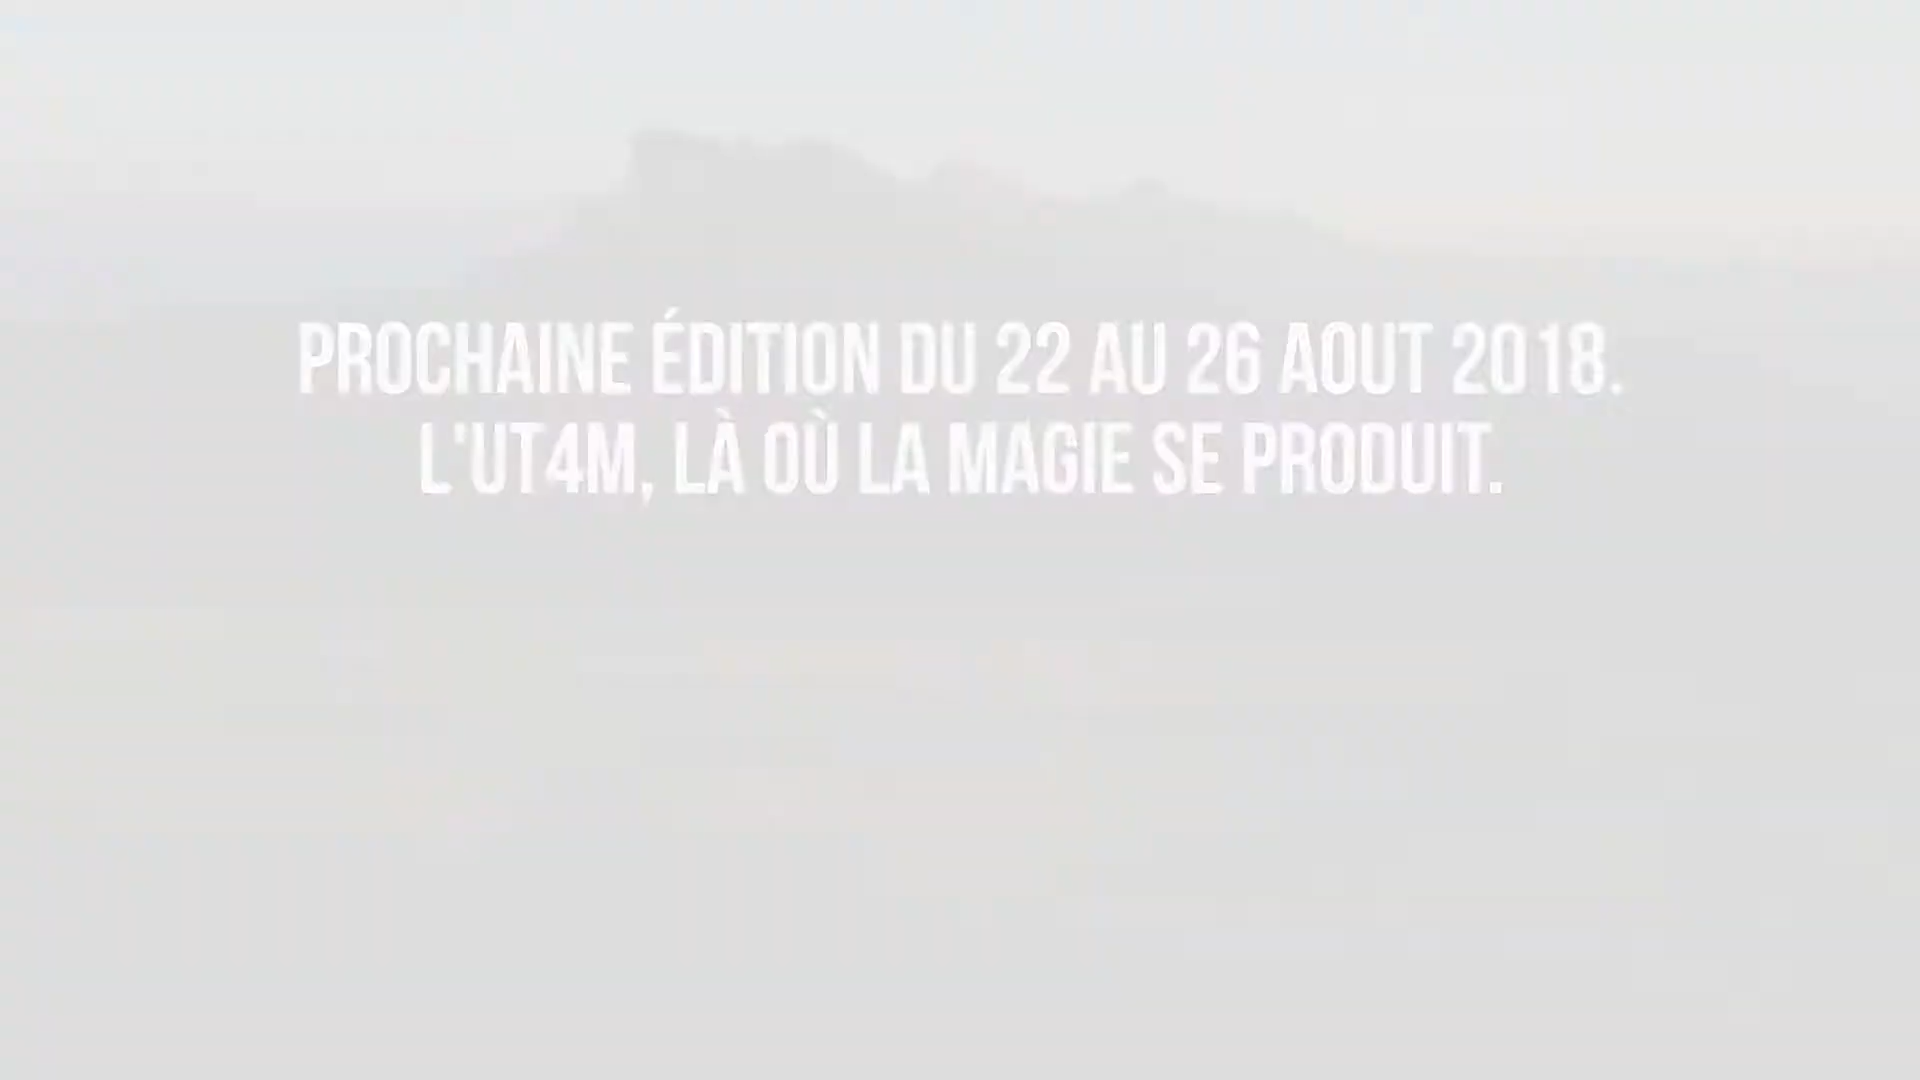 PROCHAINE ÉDITION DU 22 AU 26 AOUT 2018.
L'UT4M, LÀ OÙ LA MAGIE SE PRODUIT.